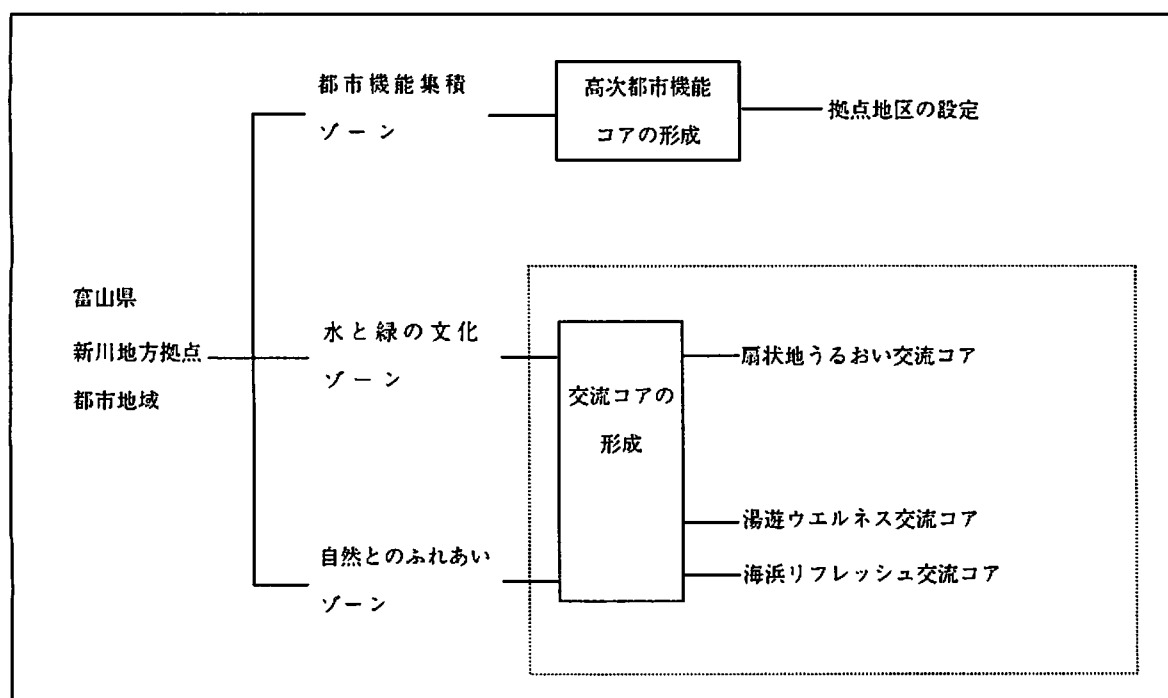 都市機能集積
ゾーン
高次都市機能
コアの形成
拠点地区の設定
富山県
新川地方拠点
都市地域
水と緑の文化
ゾーン
交流コアの
形成
扇状地うるおい交流コア
湯遊ウエルネス交流コア
自然とのふれあい
ゾーン
海浜リフレッシュ交流コア